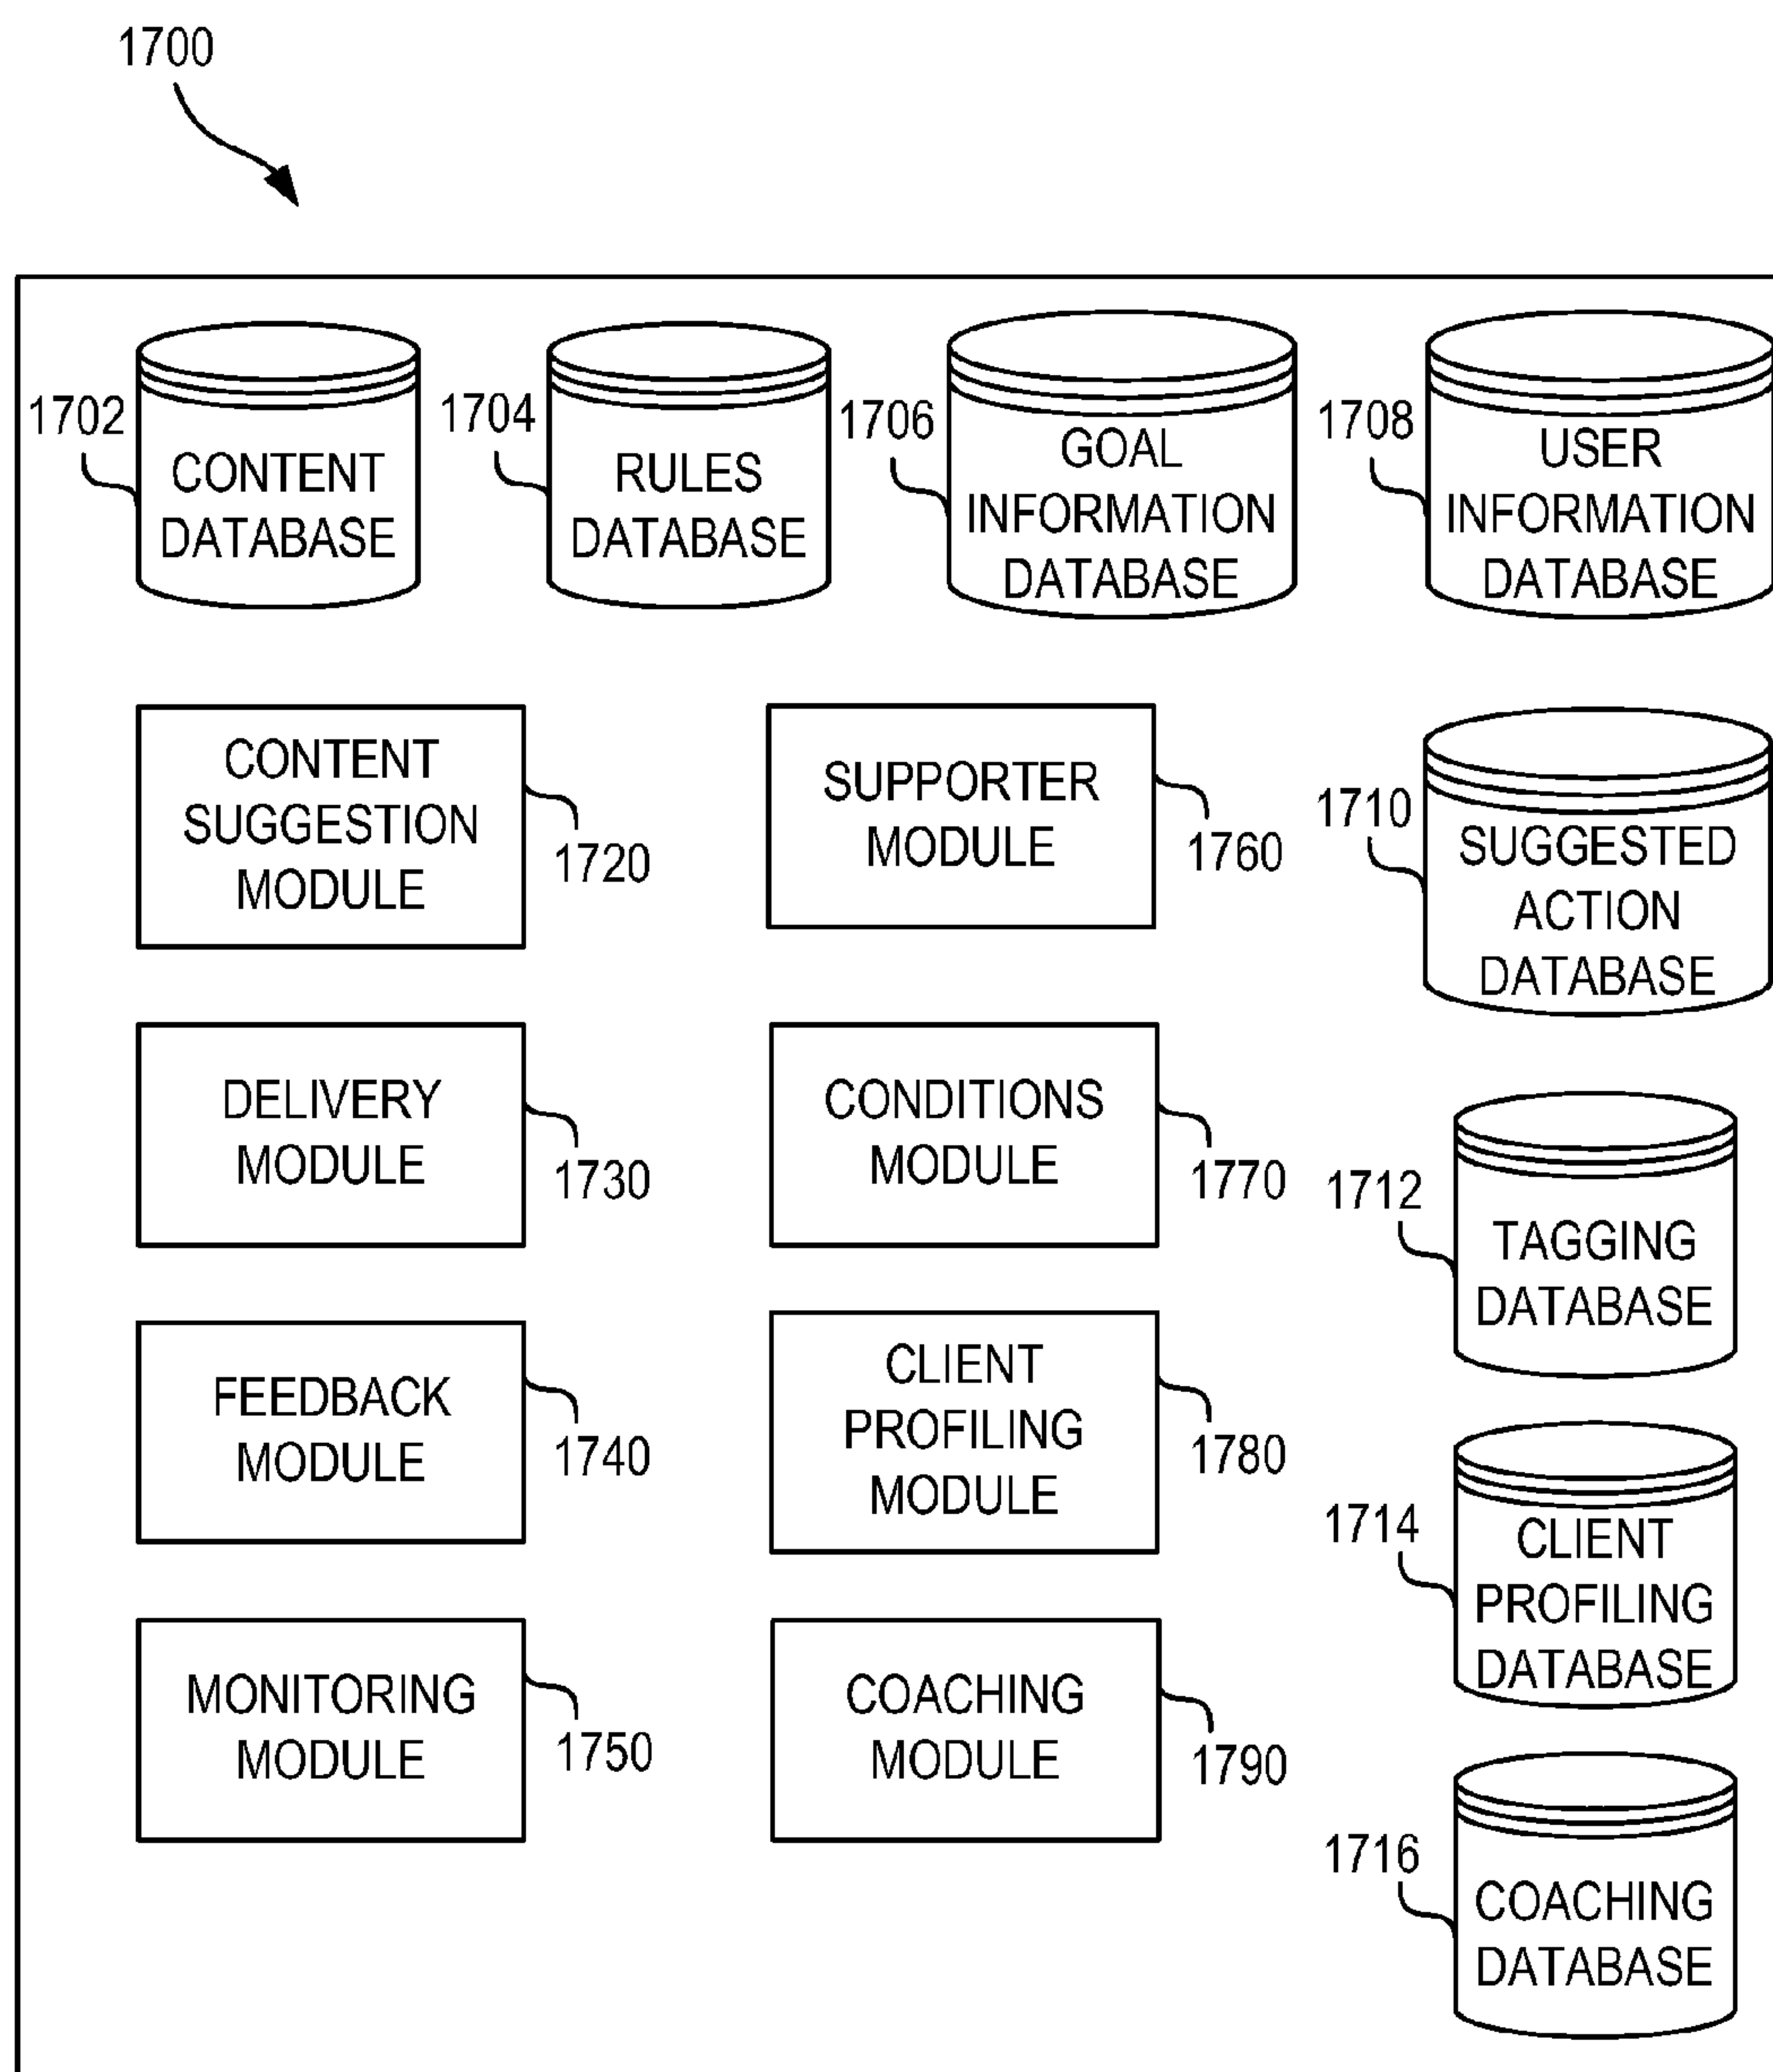 1700
1702
CONTENT
DATABASE
1704
RULES
DATABASE
1706
GOAL
INFORMATION
DATABASE
1708
USER
INFORMATION
DATABASE
CONTENT
SUGGESTION
MODULE
1720
SUPPORTER
MODULE
1760
1710
SUGGESTED
ACTION
DATABASE
DELIVERY
MODULE
1730
CONDITIONS
MODULE
1770
1712
TAGGING
DATABASE
FEEDBACK
MODULE
1740
CLIENT
PROFILING
MODULE
1780
1714
CLIENT
PROFILING
DATABASE
MONITORING
MODULE
1750
COACHING
MODULE
1790
1716
COACHING
DATABASE